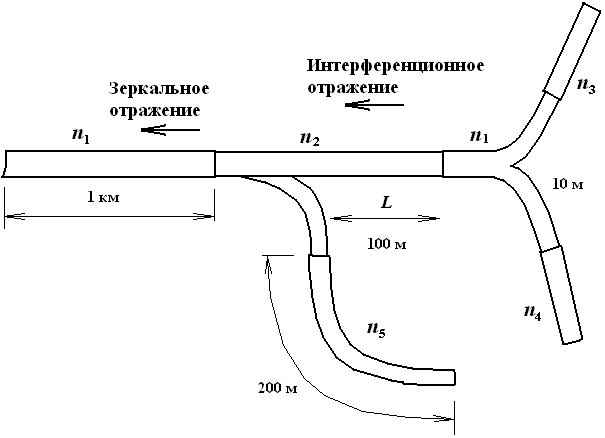 Интерференционное
отражение
Зеркальное
отражение
n₁
n₂
n₁
n₃
1 км
L
100 м
10 м
n₄
n₅
200 м